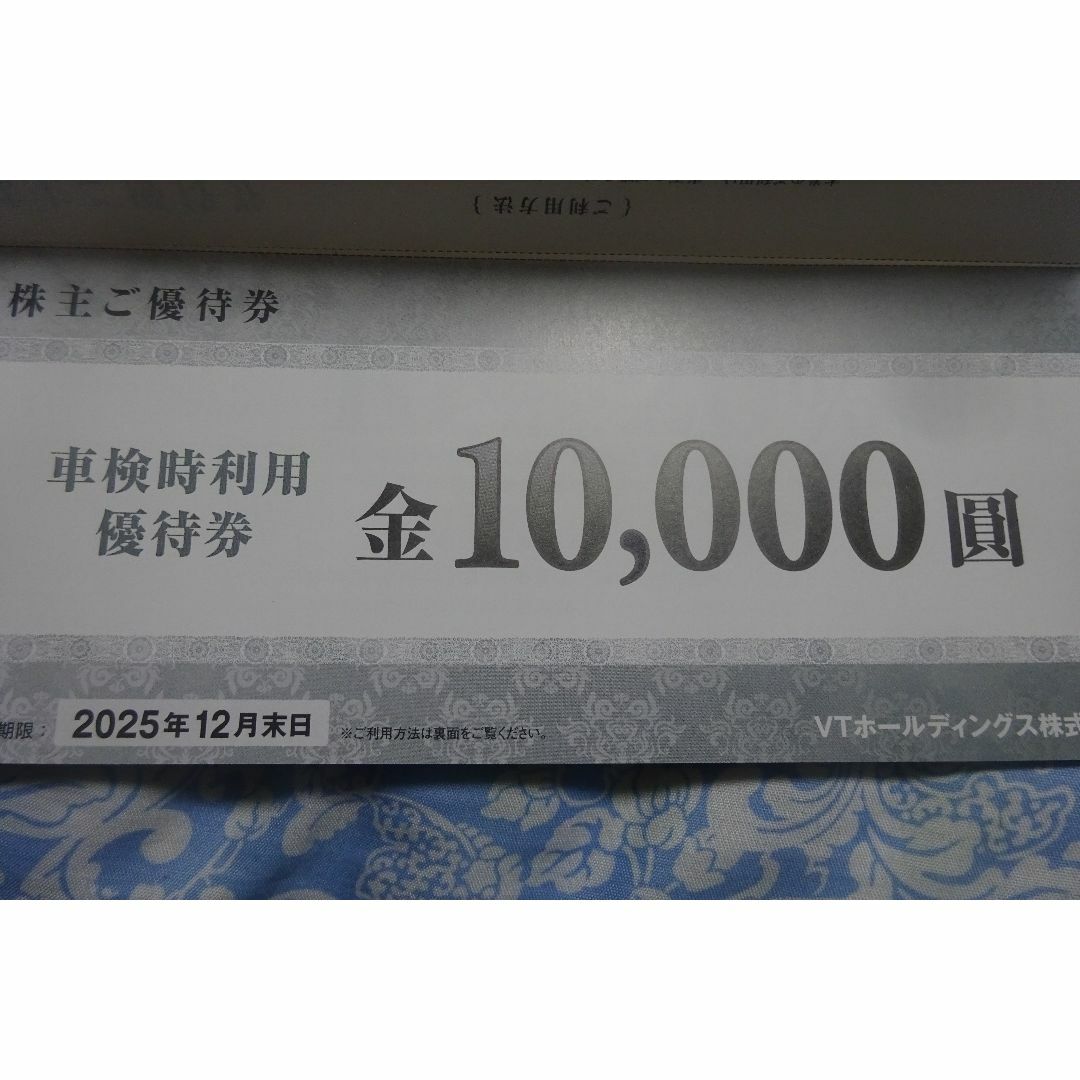 { ご利用方法 }
株主ご優待券
車検時利用
優待券
金10,000圓
期限： 2025年12月末日 ※ご利用方法は裏面をご覧ください。
VTホールディングス株式